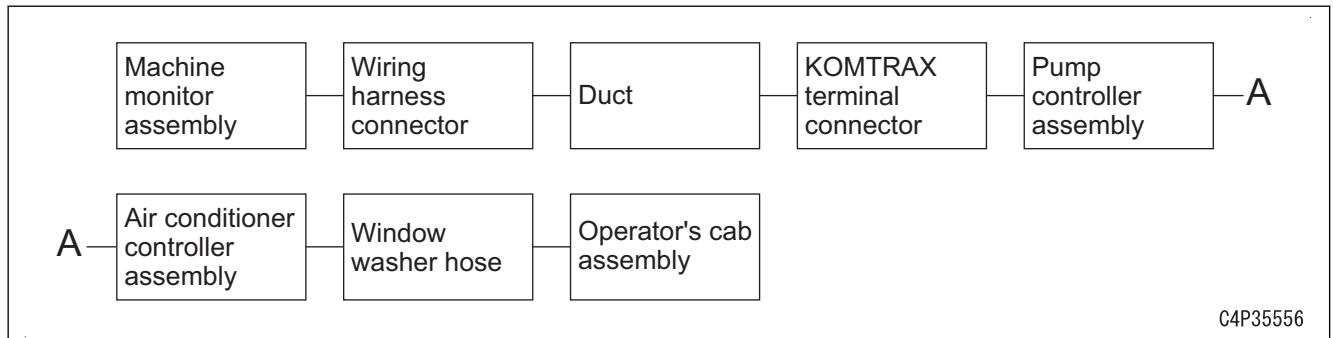 Machine
monitor
assembly
Wiring
harness
connector
Duct
KOMTRAX
terminal
connector
Pump
controller
assembly
A
A
Air conditioner
controller
assembly
Window
washer hose
Operator's cab
assembly
C4P35556